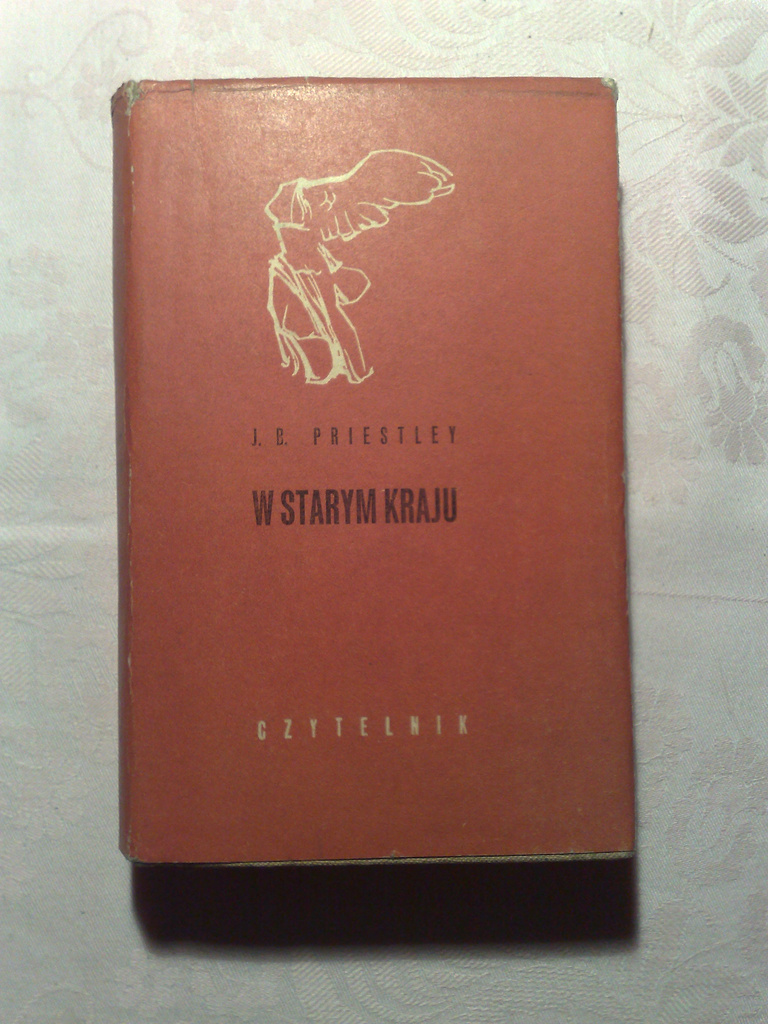 J. B. PRIESTLEY
W STARYM KRAJU
CZYTELNIK